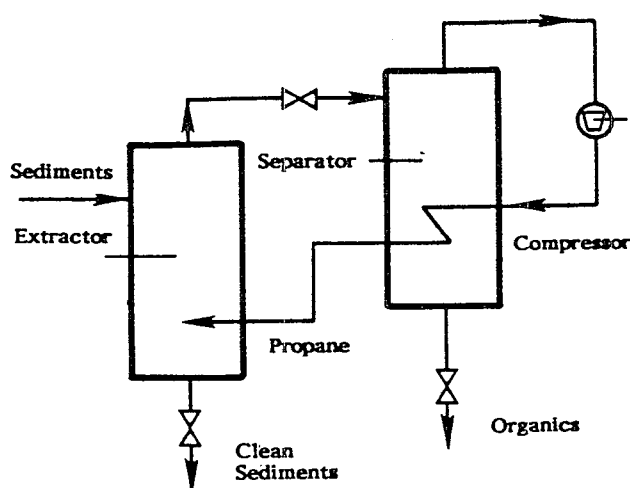 Separator
Sediments
Extractor
Compressor
Propane
Organics
Clean
Sediments